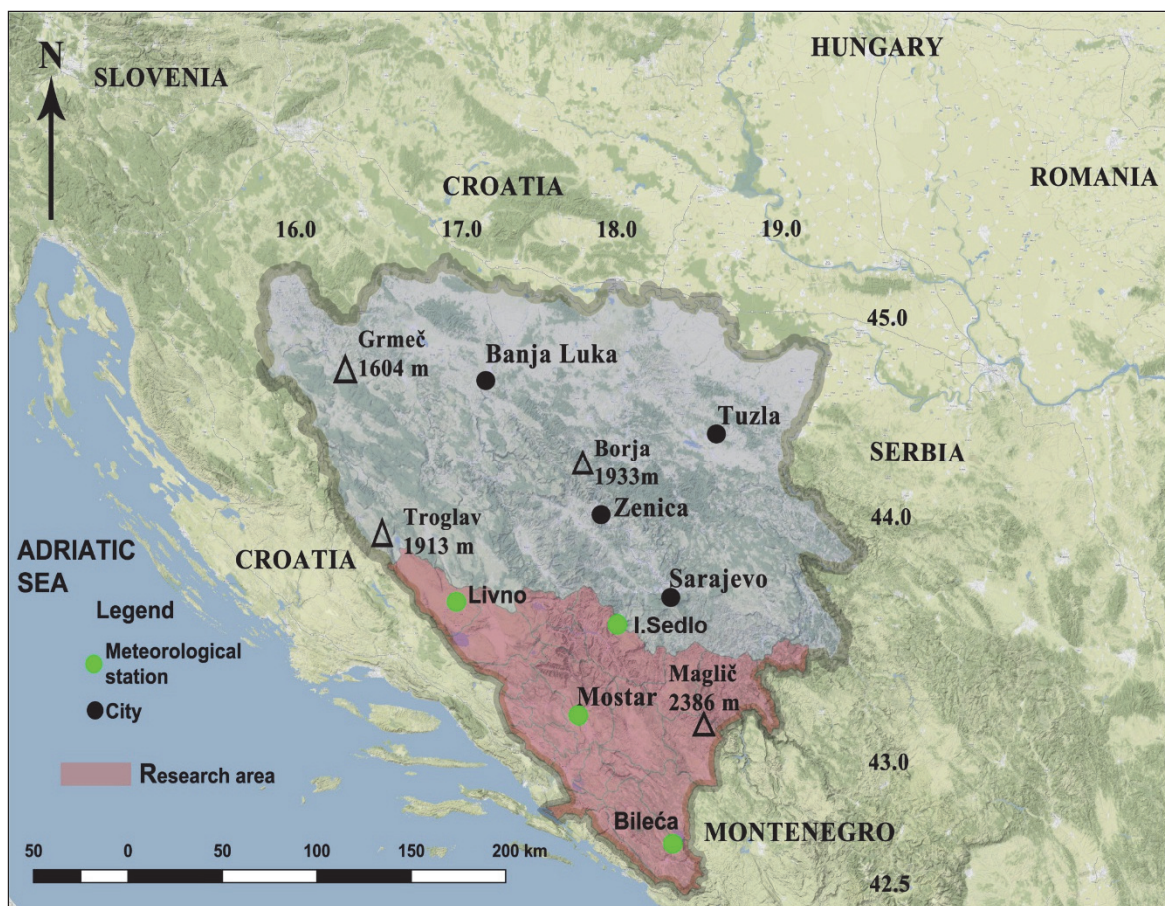 HUNGARY
N
SLOVENIA
ROMANIA
CROATIA
16.0
17.0
18.0
19.0
45.0
Grmeč
1604 m
Banja Luka
Tuzla
SERBIA
Borja
1933m
Zenica
44.0
Troglav
1913 m
ADRIATIC
SEA
CROATIA
Sarajevo
Livno
I.Sedlo
Legend
Meteorological
station
City
Research area
Maglič
2386 m
Mostar
43.0
Bileća
MONTENEGRO
42.5
50 0 50 100 150 200 km